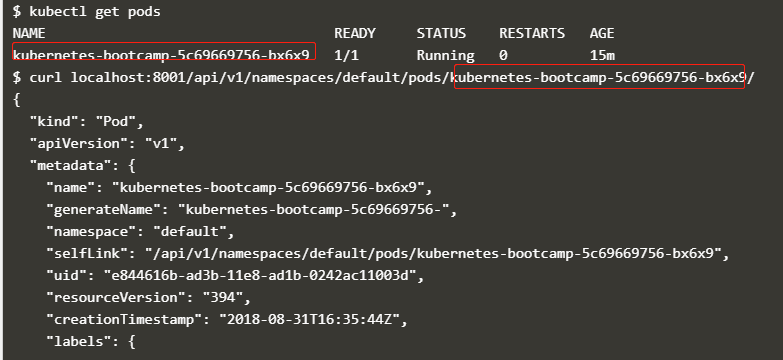 $ kubectl get pods
NAME READY STATUS RESTARTS AGE
kubernetes-bootcamp-5c69669756-bx6x9 1/1 Running 0 15m
$ curl localhost:8001/api/v1/namespaces/default/pods/kubernetes-bootcamp-5c69669756-bx6x9/
{
"kind": "Pod",
"apiVersion": "v1",
"metadata": {
"name": "kubernetes-bootcamp-5c69669756-bx6x9",
"generateName": "kubernetes-bootcamp-5c69669756-",
"namespace": "default",
"selfLink": "/api/v1/namespaces/default/pods/kubernetes-bootcamp-5c69669756-bx6x9",
"uid": "e844616b-ad3b-11e8-ad1b-0242ac11003d",
"resourceVersion": "394",
"creationTimestamp": "2018-08-31T16:35:44Z",
"labels": {